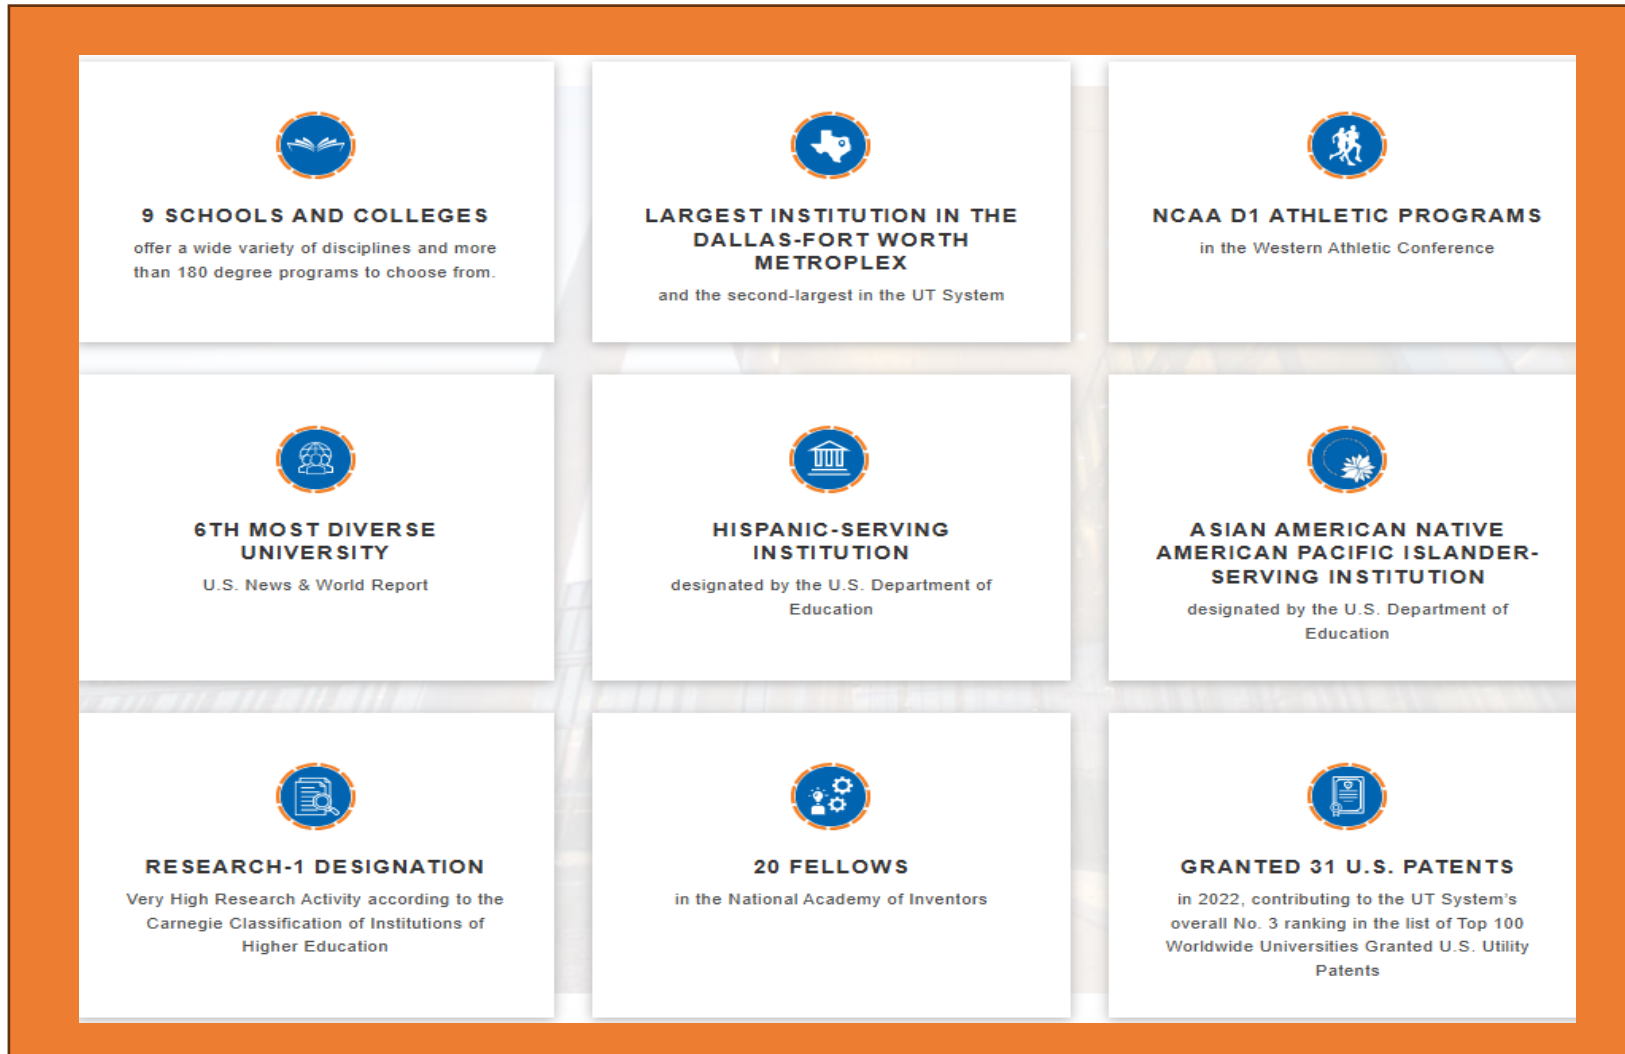 9 SCHOOLS AND COLLEGES
offer a wide variety of disciplines and more
than 180 degree programs to choose from.
LARGEST INSTITUTION IN THE
DALLAS-FORT WORTH
METROPLEX
and the second-largest in the UT System
NCAA D1 ATHLETIC PROGRAMS
in the Western Athletic Conference
6TH MOST DIVERSE
UNIVERSITY
U.S. News & World Report
HISPANIC-SERVING
INSTITUTION
designated by the U.S. Department of
Education
ASIAN AMERICAN NATIVE
AMERICAN PACIFIC ISLANDER-
SERVING INSTITUTION
designated by the U.S. Department of
Education
RESEARCH-1 DESIGNATION
Very High Research Activity according to the
Carnegie Classification of Institutions of
Higher Education
20 FELLOWS
in the National Academy of Inventors
GRANTED 31 U.S. PATENTS
in 2022, contributing to the UT System's
overall No. 3 ranking in the list of Top 100
Worldwide Universities Granted U.S. Utility
Patents